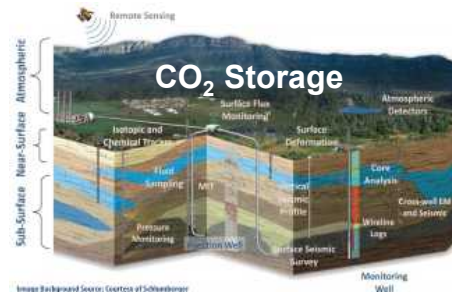 Remote Sensing
Atmospheric
CO₂ Storage
Surface Flux
Monitoring
Atmospheric
Detectors
Near-Surface
Isotopic and
Chemical Tracers
Surface
Deformation
Sub-Surface
Fluid
Sampling
MIT
Vertical
Seismic
Profile
Core
Analysis
Cross-well EM
and Seismic
Pressure
Monitoring
Injection Well
Wireline
Logs
Surface Seismic
Survey
Monitoring
Well
Image Background Source: Courtesy of Schlumberger